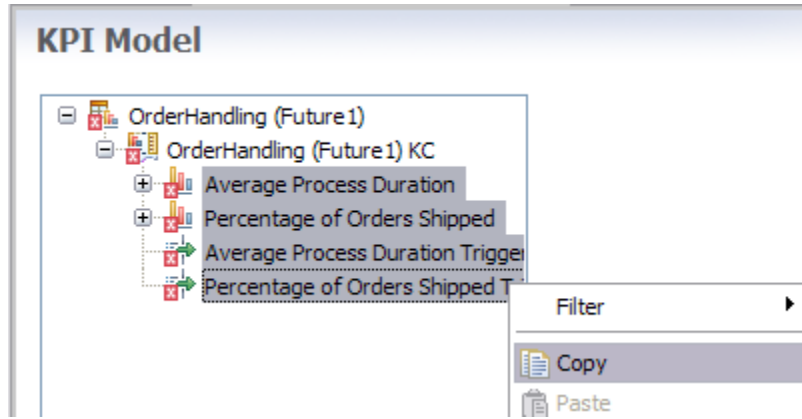 KPI Model
OrderHandling (Future1)
OrderHandling (Future1) KC
Average Process Duration
Percentage of Orders Shipped
Average Process Duration Trigger
Percentage of Orders Shipped
Filter
Copy
Paste